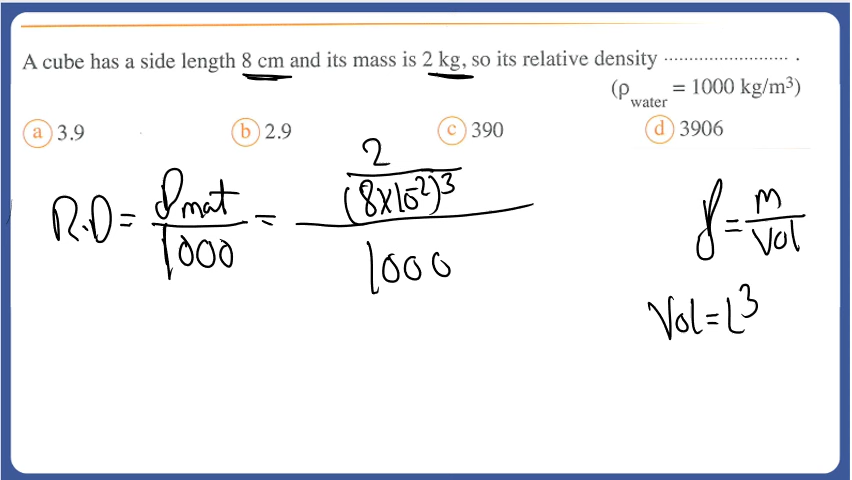 A cube has a side length 8 cm and its mass is 2 kg, so its relative density ........................ .
(ρwater = 1000 kg/m³)
a 3.9 b 2.9 c 390 d 3906
R.D = ρmat / 1000 = 2 / (8×10⁻²)³ / 1000
ρ = m / Vol
Vol = L³